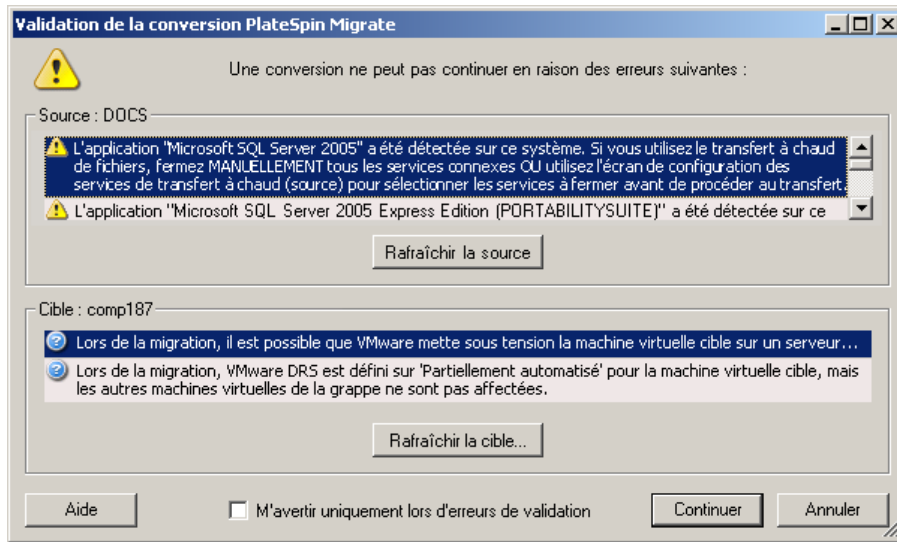 Validation de la conversion PlateSpin Migrate
Une conversion ne peut pas continuer en raison des erreurs suivantes :
Source : DOCS
L'application "Microsoft SQL Server 2005" a été détectée sur ce système. Si vous utilisez le transfert à chaud
de fichiers, fermez MANUELLEMENT tous les services connexes OU utilisez l'écran de configuration des
services de transfert à chaud (source) pour sélectionner les services à fermer avant de procéder au transfert.
L'application "Microsoft SQL Server 2005 Express Edition (PORTABILITYSUITE)" a été détectée sur ce
Rafraîchir la source
Cible : comp187
Lors de la migration, il est possible que VMware mette sous tension la machine virtuelle cible sur un serveur...
Lors de la migration, VMware DRS est défini sur 'Partiellement automatisé' pour la machine virtuelle cible, mais
les autres machines virtuelles de la grappe ne sont pas affectées.
Rafraîchir la cible...
Aide
M'avertir uniquement lors d'erreurs de validation
Continuer
Annuler